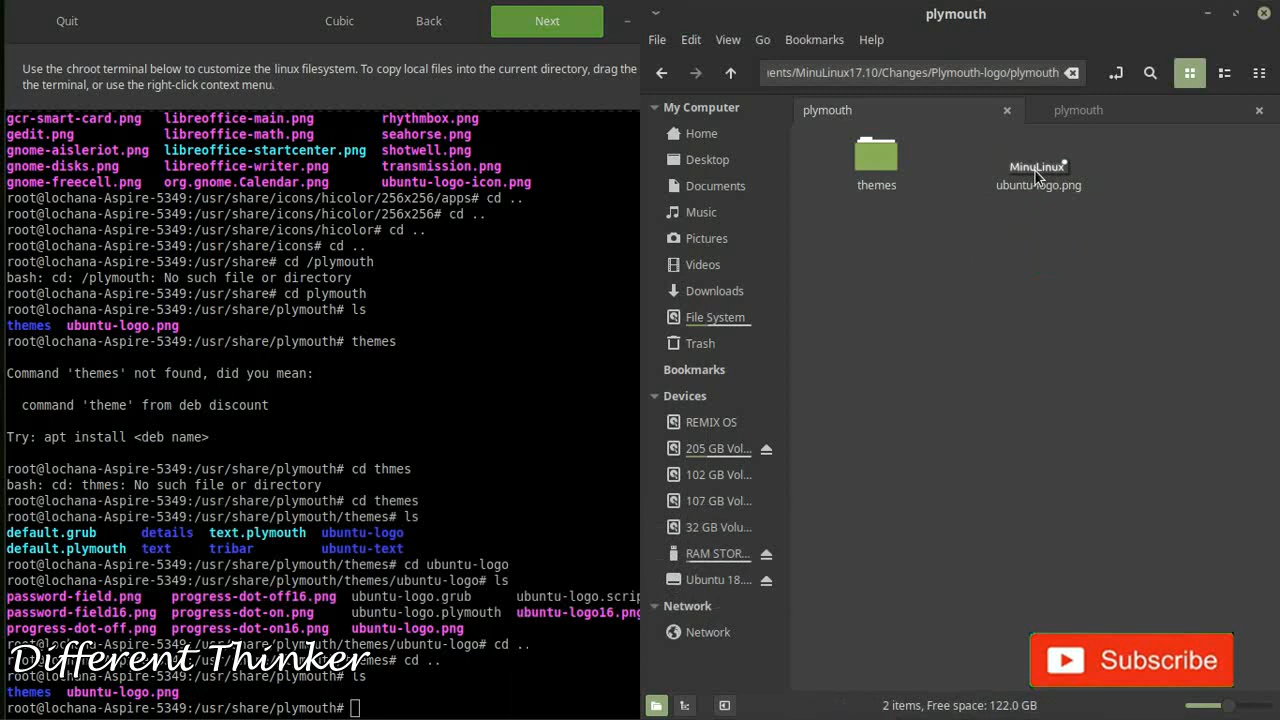 Quit
Cubic
Back
Next
Use the chroot terminal below to customize the linux filesystem. To copy local files into the current directory, drag the
the terminal, or use the right-click context menu.
gcr-smart-card.png libreoffice-main.png rhythmbox.png
gedit.png libreoffice-math.png seahorse.png
gnome-aisleriot.png libreoffice-startcenter.png shotwell.png
gnome-disks.png libreoffice-writer.png transmission.png
gnome-freecell.png org.gnome.Calendar.png ubuntu-logo-icon.png
root@lochana-Aspire-5349:/usr/share/icons/hicolor/256x256/apps# cd ..
root@lochana-Aspire-5349:/usr/share/icons/hicolor/256x256# cd ..
root@lochana-Aspire-5349:/usr/share/icons/hicolor# cd ..
root@lochana-Aspire-5349:/usr/share/icons# cd ..
root@lochana-Aspire-5349:/usr/share# cd /plymouth
bash: cd: /plymouth: No such file or directory
root@lochana-Aspire-5349:/usr/share# cd plymouth
root@lochana-Aspire-5349:/usr/share/plymouth# ls
themes ubuntu-logo.png
root@lochana-Aspire-5349:/usr/share/plymouth# themes
Command 'themes' not found, did you mean:
command 'theme' from deb discount
Try: apt install <deb name>
root@lochana-Aspire-5349:/usr/share/plymouth# cd thmes
bash: cd: thmes: No such file or directory
root@lochana-Aspire-5349:/usr/share/plymouth# cd themes
root@lochana-Aspire-5349:/usr/share/plymouth/themes# ls
default.grub details text.plymouth ubuntu-logo
default.plymouth text tribar ubuntu-text
root@lochana-Aspire-5349:/usr/share/plymouth/themes# cd ubuntu-logo
root@lochana-Aspire-5349:/usr/share/plymouth/themes/ubuntu-logo# ls
password-field.png progress-dot-off16.png ubuntu-logo.grub ubuntu-logo.scrip
password-field16.png progress-dot-on.png ubuntu-logo.plymouth ubuntu-logo16.png
progress-dot-off.png progress-dot-on16.png ubuntu-logo.png
root@lochana-Aspire-5349:/usr/share/plymouth/themes/ubuntu-logo# cd ..
root@lochana-Aspire-5349:/usr/share/plymouth/themes# cd ..
root@lochana-Aspire-5349:/usr/share/plymouth# ls
themes ubuntu-logo.png
root@lochana-Aspire-5349:/usr/share/plymouth#
Different Thinker
plymouth
File Edit View Go Bookmarks Help
ents/MinuLinux17.10/Changes/Plymouth-logo/plymouth
plymouth
plymouth
My Computer
Home
Desktop
Documents
Music
Pictures
Videos
Downloads
File System
Trash
Bookmarks
Devices
REMIX OS
205 GB Vol...
102 GB Vol...
107 GB Vol...
32 GB Volu...
RAM STOR...
Ubuntu 18....
Network
Network
themes
MinuLinux
ubuntu-logo.png
Subscribe
2 items, Free space: 122.0 GB